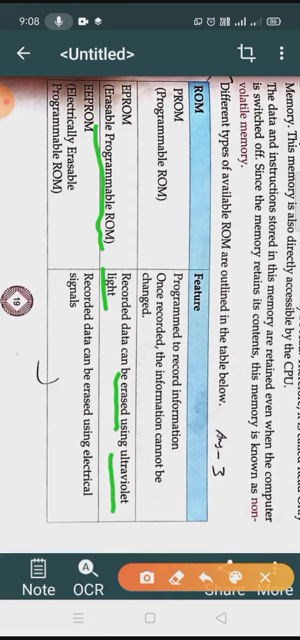 9:08
<Untitled>
Memory. This memory is also directly accessible by the CPU.
The data and instructions stored in this memory are retained even when the computer
is switched off. Since the memory retains its contents, this memory is known as non-
volatile memory.
Different types of available ROM are outlined in the table below.
Ans - 3
ROM
Feature
PROM
(Programmable ROM)
Programmed to record information
Once recorded, the information cannot be
changed.
EPROM
(Erasable Programmable ROM)
Recorded data can be erased using ultraviolet
light
EEPROM
(Electrically Erasable
Programmable ROM)
Recorded data can be erased using electrical
signals
19
Note
OCR
Share
More